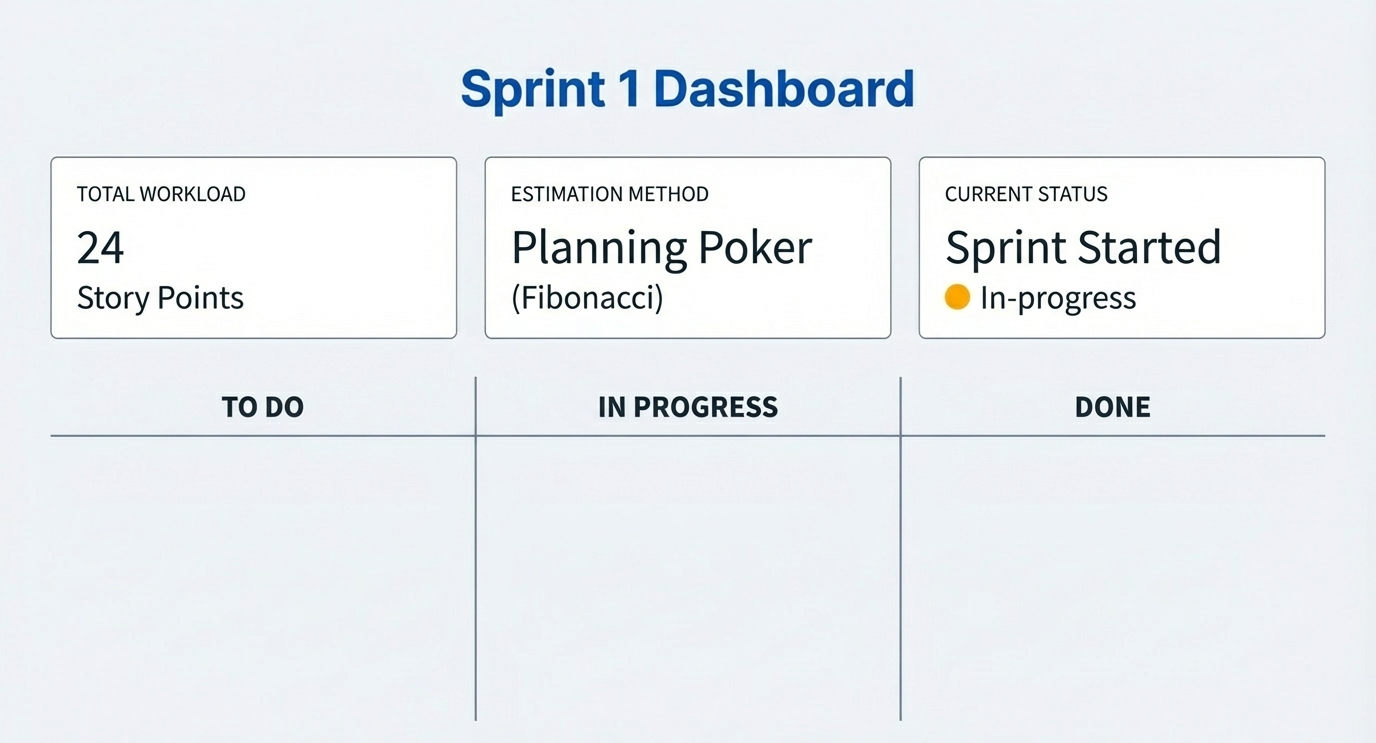 Sprint 1 Dashboard
TOTAL WORKLOAD
24
Story Points
ESTIMATION METHOD
Planning Poker
(Fibonacci)
CURRENT STATUS
Sprint Started
In-progress
TO DO
IN PROGRESS
DONE